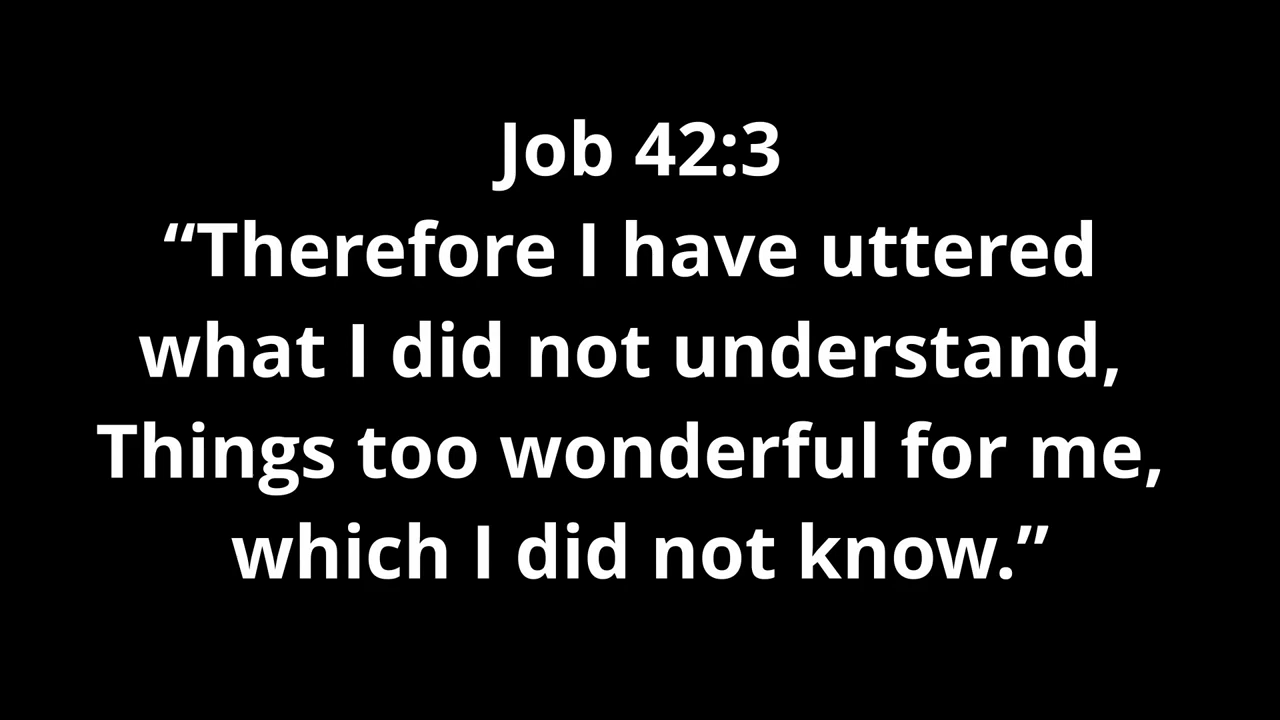 Job 42:3
“Therefore I have uttered
what I did not understand,
Things too wonderful for me,
which I did not know.”